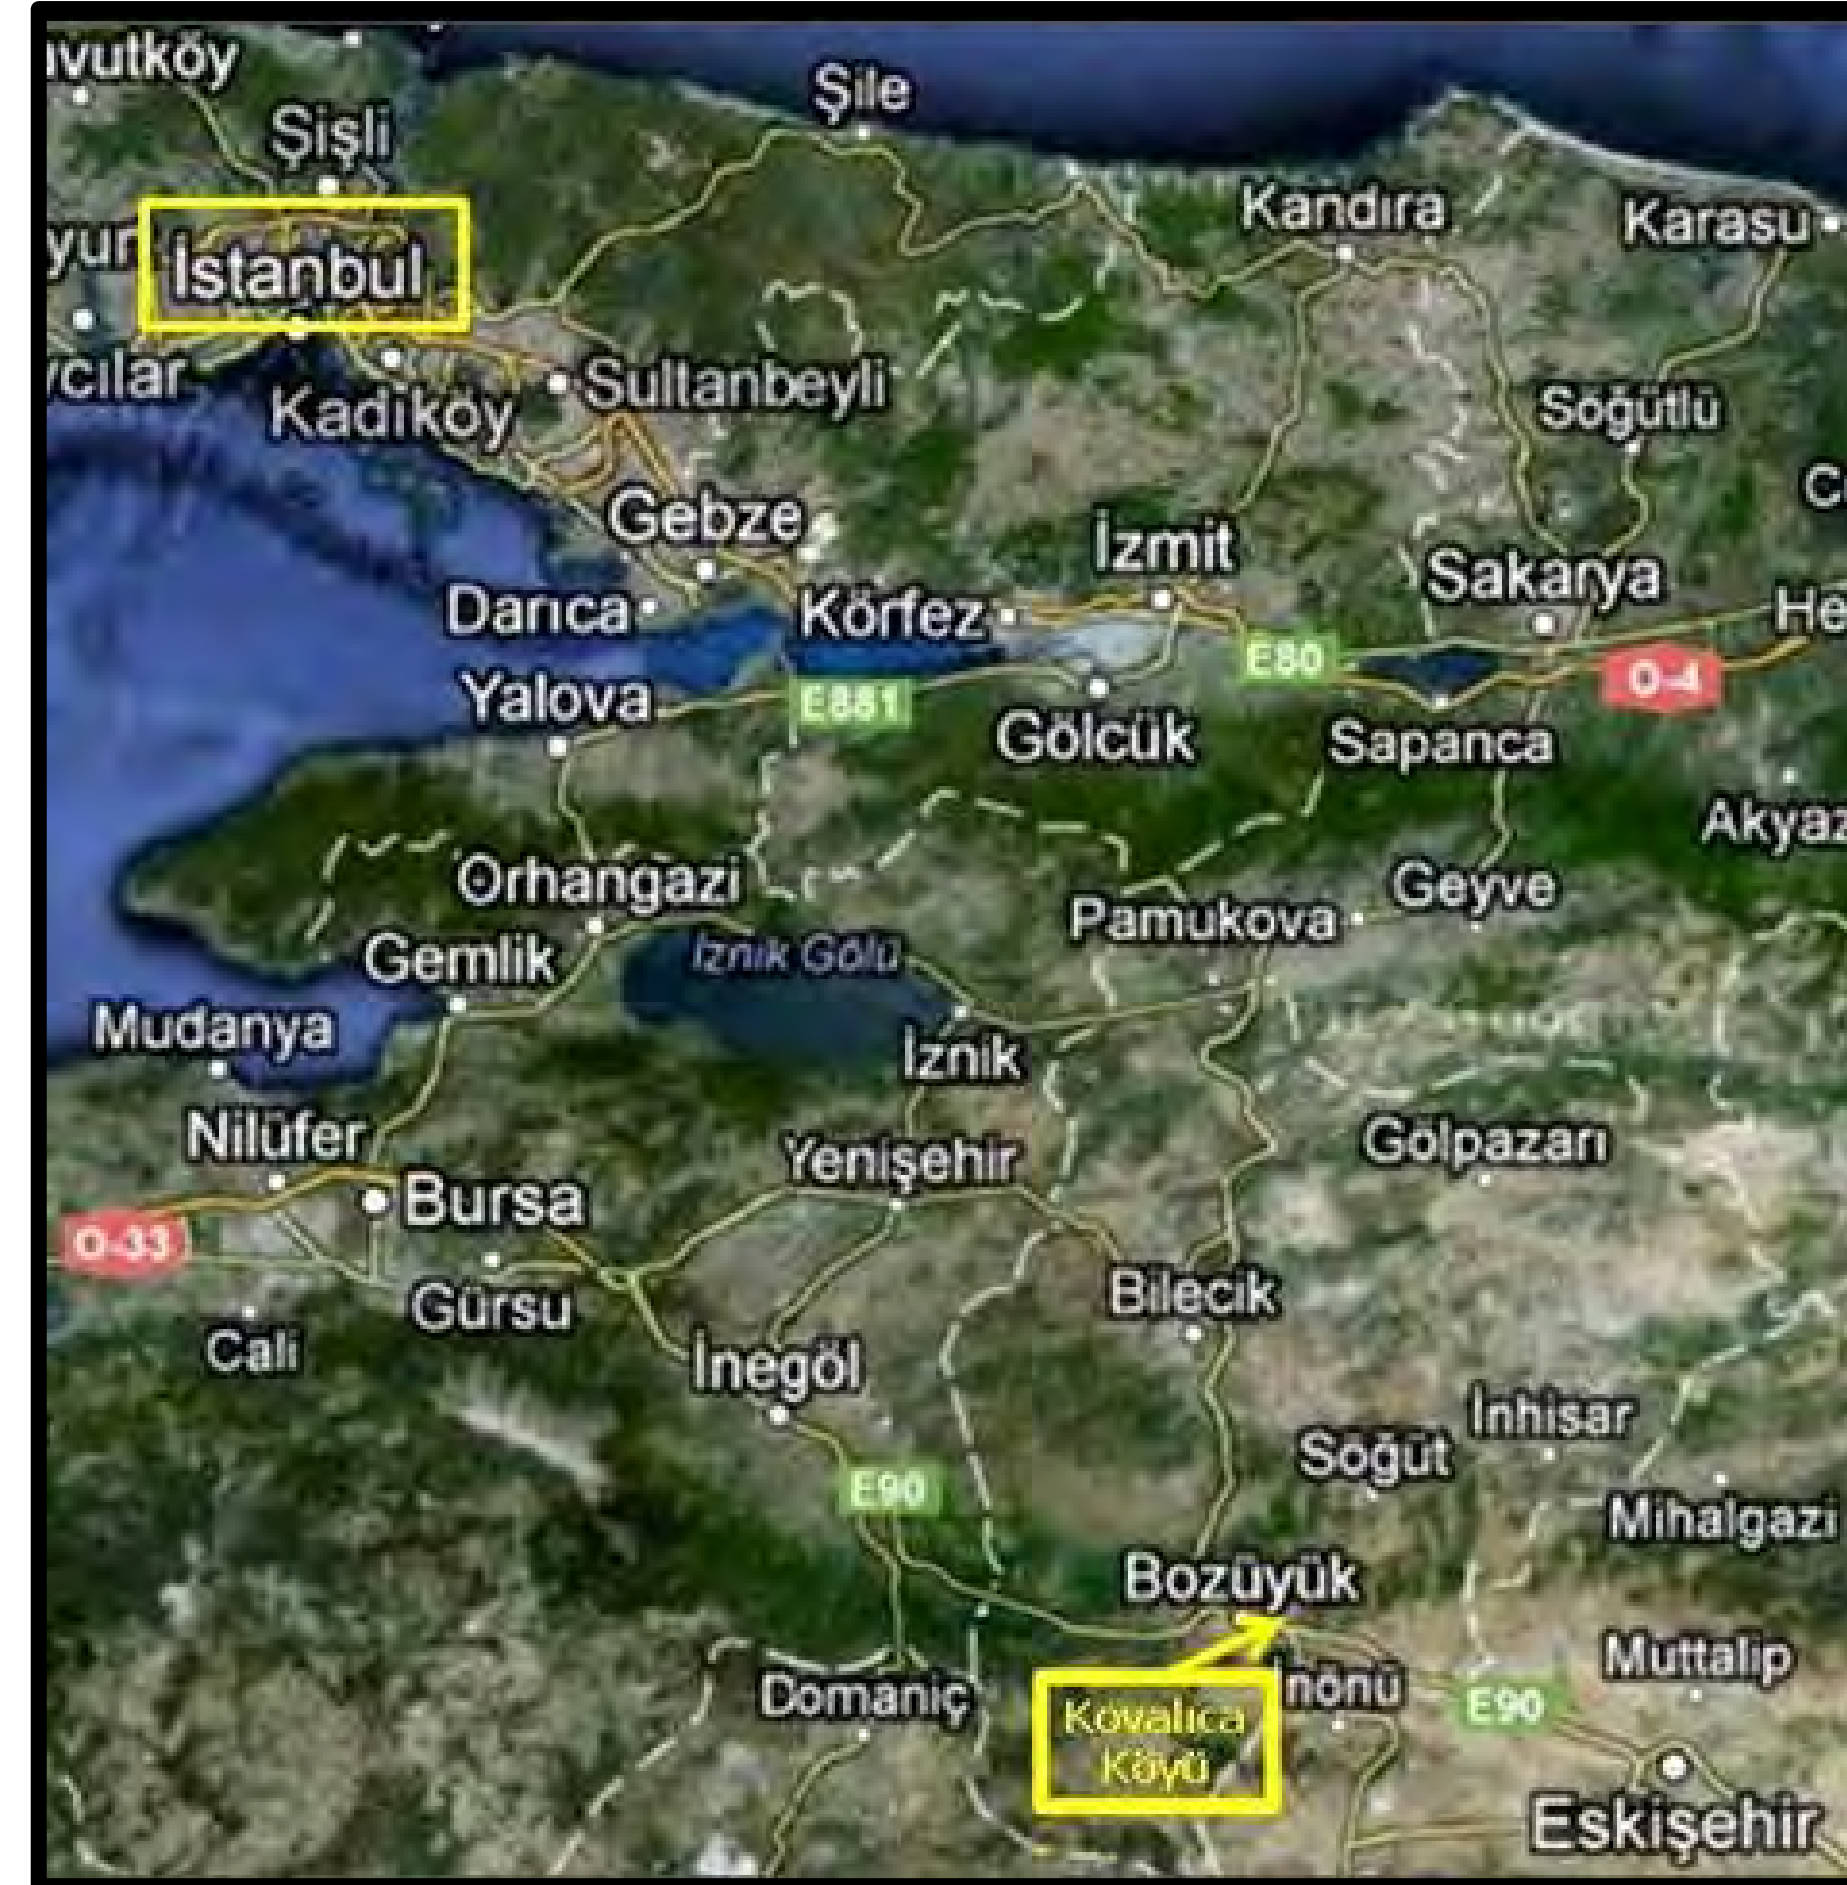 Şile
Şişli
Kandıra
Karasu
İstanbul
Sultanbeyli
Kadıköy
Söğütlü
Gebze
İzmit
Sakarya
Darıca
Körfez
E80
O-4
Yalova
E881
Gölcük
Sapanca
Orhangazi
Geyve
Pamukova
Gemlik
İznik Gölü
Mudanya
İznik
Nilüfer
Gölpazarı
Yenişehir
Bursa
O-33
Bilecik
Gürsu
Cali
İnegöl
İnhisar
Söğüt
E90
Mihalgazi
Bozüyük
Muttalip
Domaniç
İnönü
E90
Kovalıca
Köyü
Eskişehir